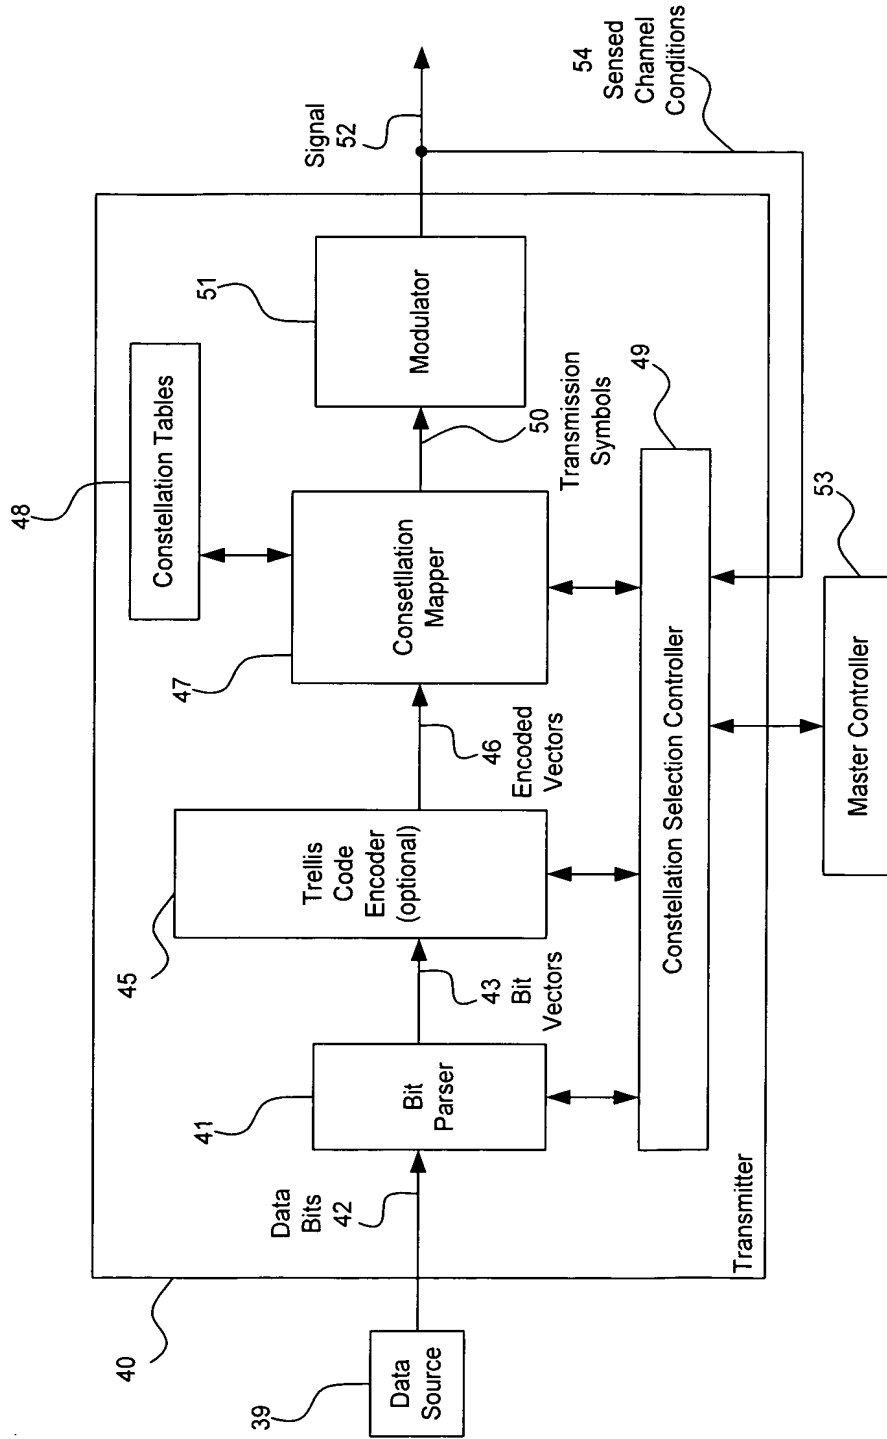 39
Data
Source
40
Data
Bits
42
41
Bit
Parser
43
Bit
Vectors
45
Trellis
Code
Encoder
(optional)
46
Encoded
Vectors
47
Consetllation
Mapper
48
Constellation Tables
50
Transmission
Symbols
51
Modulator
Signal
52
54
Sensed
Channel
Conditions
49
Constellation Selection Controller
Transmitter
53
Master Controller